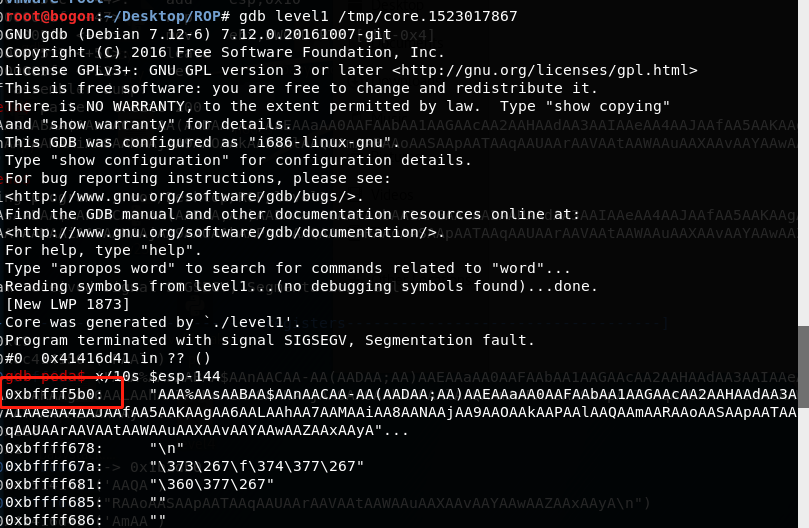 root@bogon:~/Desktop/ROP# gdb level1 /tmp/core.1523017867
GNU gdb (Debian 7.12-6) 7.12.0.20161007-git
Copyright (C) 2016 Free Software Foundation, Inc.
License GPLv3+: GNU GPL version 3 or later <http://gnu.org/licenses/gpl.html>
This is free software: you are free to change and redistribute it.
There is NO WARRANTY, to the extent permitted by law.  Type "show copying"
and "show warranty" for details.
This GDB was configured as "i686-linux-gnu".
Type "show configuration" for configuration details.
For bug reporting instructions, please see:
<http://www.gnu.org/software/gdb/bugs/>.
Find the GDB manual and other documentation resources online at:
<http://www.gnu.org/software/gdb/documentation/>.
For help, type "help".
Type "apropos word" to search for commands related to "word"...
Reading symbols from level1...(no debugging symbols found)...done.
[New LWP 1873]
Core was generated by `./level1'.
Program terminated with signal SIGSEGV, Segmentation fault.
#0  0x41416d41 in ?? ()
gdb-peda$ x/10s $esp-144
0xbffff5b0:	"AAA%AAsAABAA$AAnAACAA-AA(AADAA;AA)AAEAAaAA0AAFAAbAA1AAGAAcAA2AAHAAdAA3A
AIAAeAA4AAJAAfAA5AAKAAgAA6AALAAhAA7AAMAAiAA8AANAAjAA9AAOAAkAAPAAlAAQAAmAARAAoAASAApAATAA
qAAUAArAAVAAtAAWAAuAAXAAvAAYAAwAAZAAxAAyA"...
0xbffff678:	"\n"
0xbffff67a:	"\373\267\f\374\377\267"
0xbffff681:	"\360\377\267"
0xbffff685:	""
0xbffff686:	""